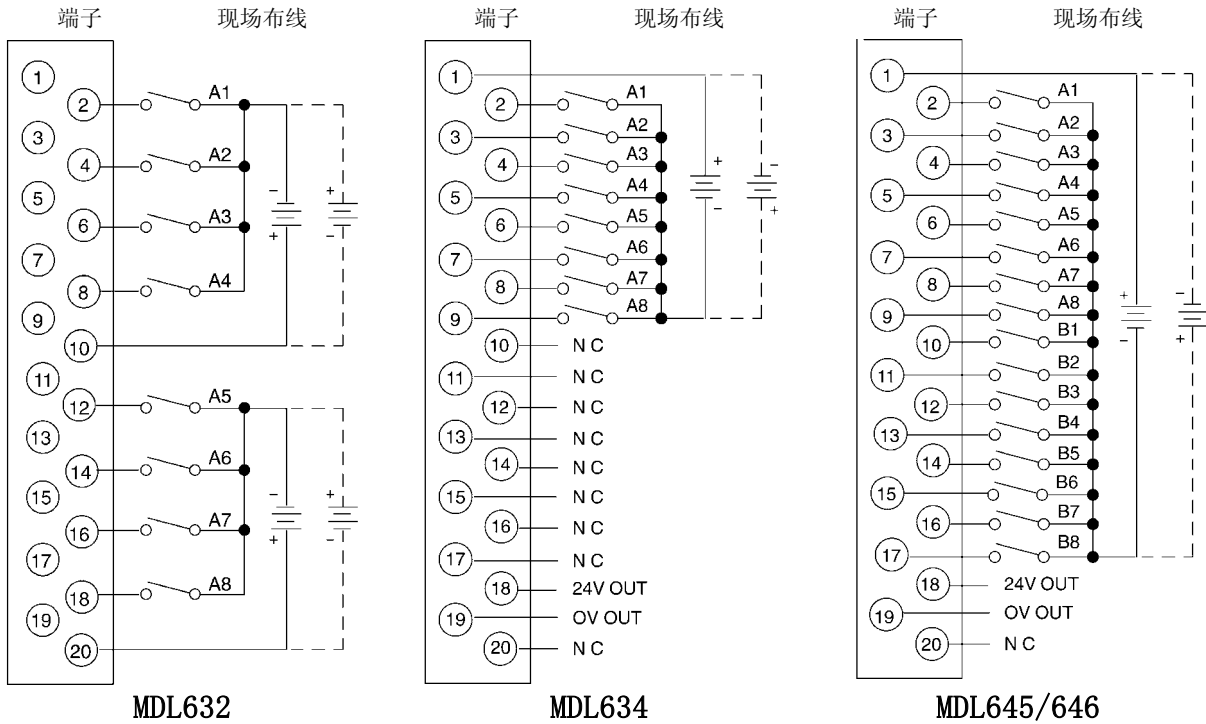 端子 现场布线
1
2 A1
3
4 A2
5
6 A3
7
8 A4
9
10
11
12 A5
13
14 A6
15
16 A7
17
18 A8
19
20
- +
+ -
- +
+ -
MDL632
端子 现场布线
1
2 A1
3 A2
4 A3
5 A4
6 A5
7 A6
8 A7
9 A8
10 N C
11 N C
12 N C
13 N C
14 N C
15 N C
16 N C
17 N C
18 24V OUT
19 OV OUT
20 N C
+ -
- +
MDL634
端子 现场布线
1
2 A1
3 A2
4 A3
5 A4
6 A5
7 A6
8 A7
9 A8
10 B1
11 B2
12 B3
13 B4
14 B5
15 B6
16 B7
17 B8
18 24V OUT
19 OV OUT
20 N C
+ -
- +
MDL645/646